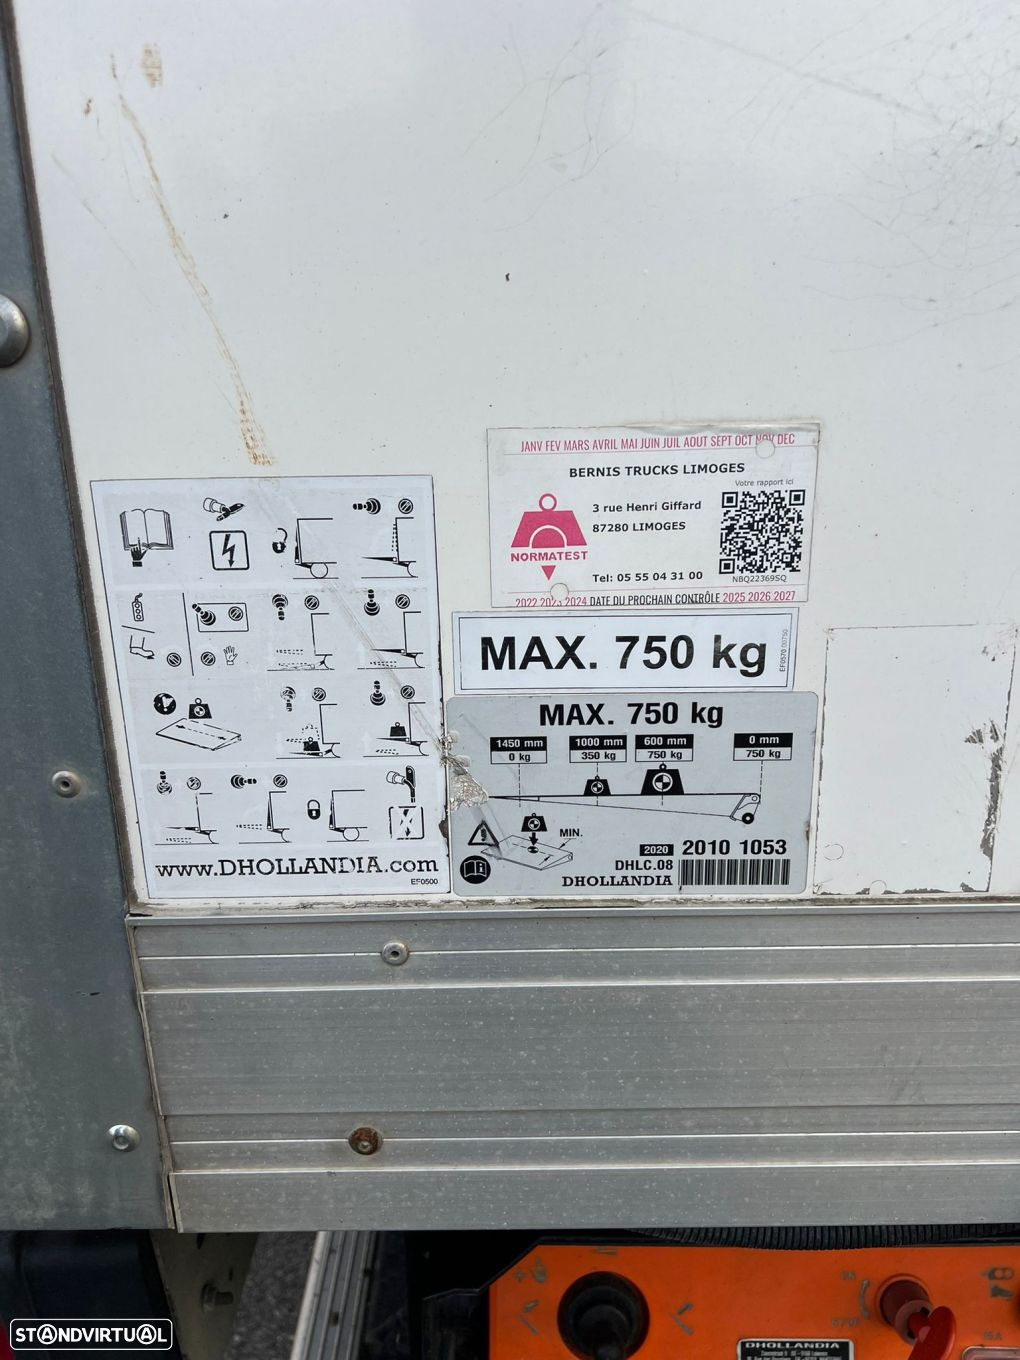 JANV FEV MARS AVRIL MAI JUIN JUIL AOUT SEPT OCT NOV DEC
BERNIS TRUCKS LIMOGES
Votre rapport ici
3 rue Henri Giffard
87280 LIMOGES
NORMATEST
Tel: 05 55 04 31 00
NBQ22369SQ
2022 2023 2024 DATE DU PROCHAIN CONTRÔLE 2025 2026 2027
MAX. 750 kg
EF0570.00750
MAX. 750 kg
1450 mm 1000 mm 600 mm 0 mm
0 kg 350 kg 750 kg 750 kg
MIN.
2020 2010 1053
DHLC.08
DHOLLANDIA
www.DHOLLANDIA.com
EF0500
DHOLLANDIA
15A
STANDVIRTUAL